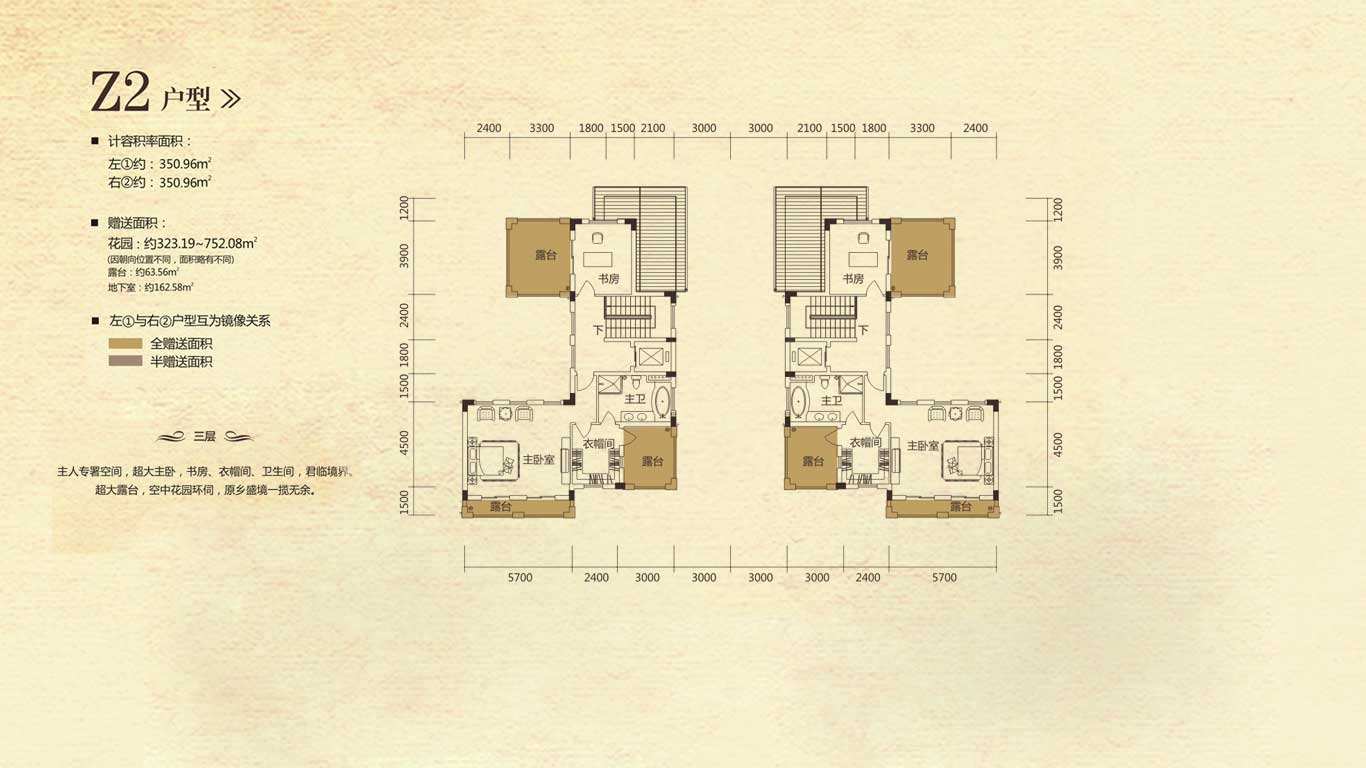 Z2 户型
计容积率面积：
左①约：350.96m²
右②约：350.96m²
赠送面积：
花园：约323.19~752.08m²
(因朝向位置不同，面积略有不同)
露台：约63.56m²
地下室：约162.58m²
左①与右②户型互为镜像关系
全赠送面积
半赠送面积
三层
主人专署空间，超大主卧，书房、衣帽间、卫生间，君临境界。
超大露台，空中花园环伺，原乡盛境一揽无余。
2400 3300 1800 1500 2100 3000 3000 2100 1500 1800 3300 2400
1200
3900
2400
1800
1500
4500
1500
露台
书房
下
主卫
衣帽间
主卧室
露台
露台
露台
书房
下
主卫
衣帽间
主卧室
露台
露台
1200
3900
2400
1800
1500
4500
1500
5700 2400 3000 3000 3000 3000 2400 5700